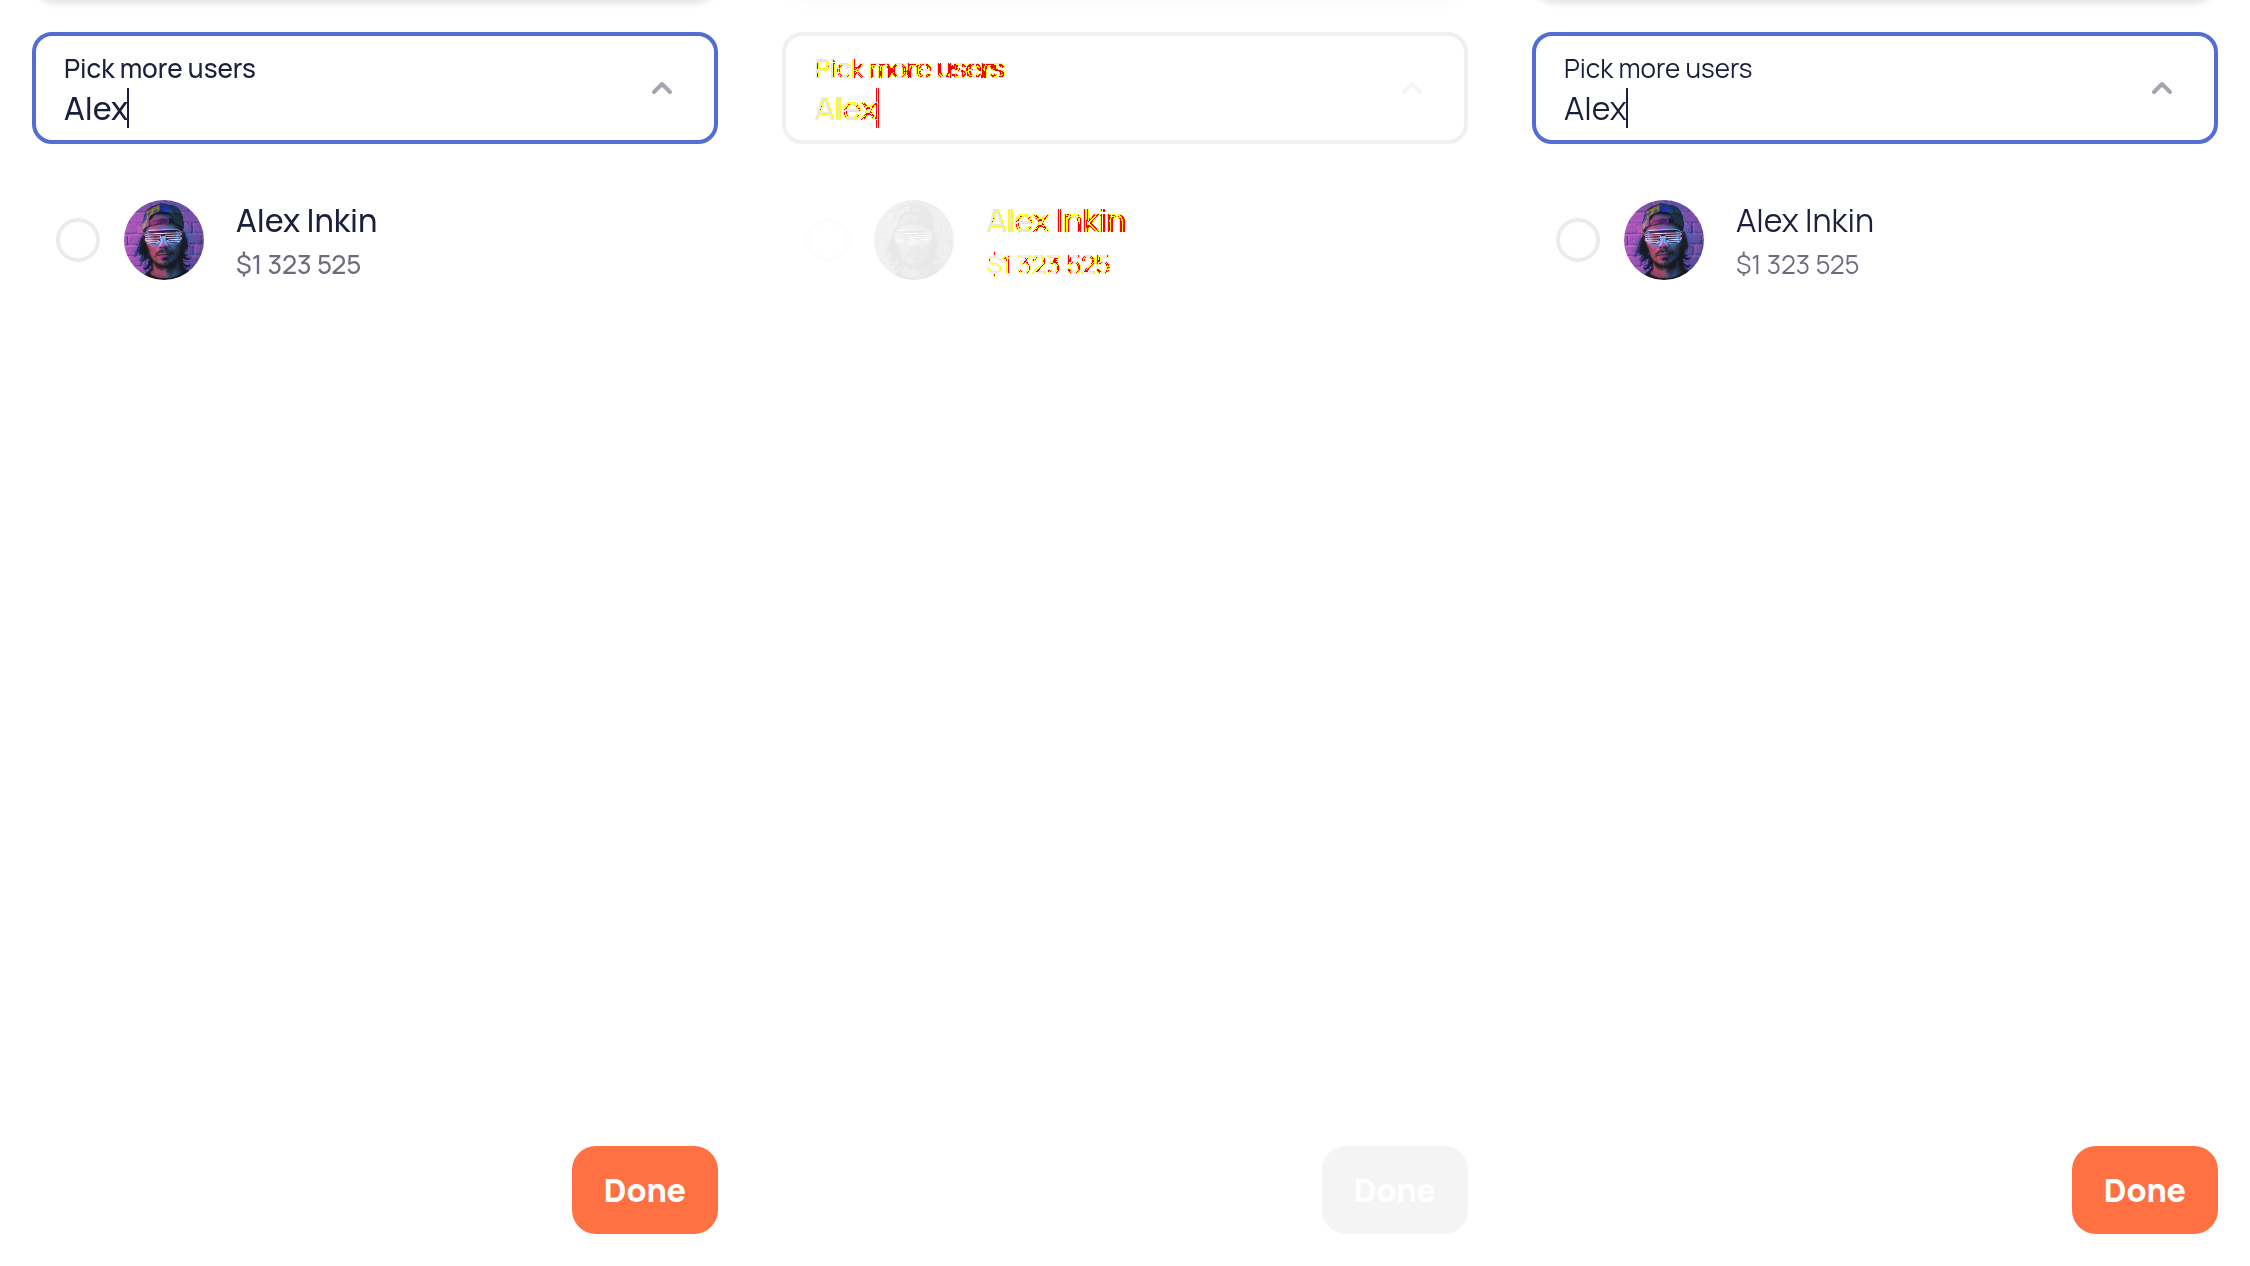 Pick more users
Alex
Alex Inkin
$1 323 525
Done
Pick more users
Alex
Alex Inkin
$1 323 525
Done
Pick more users
Alex
Alex Inkin
$1 323 525
Done